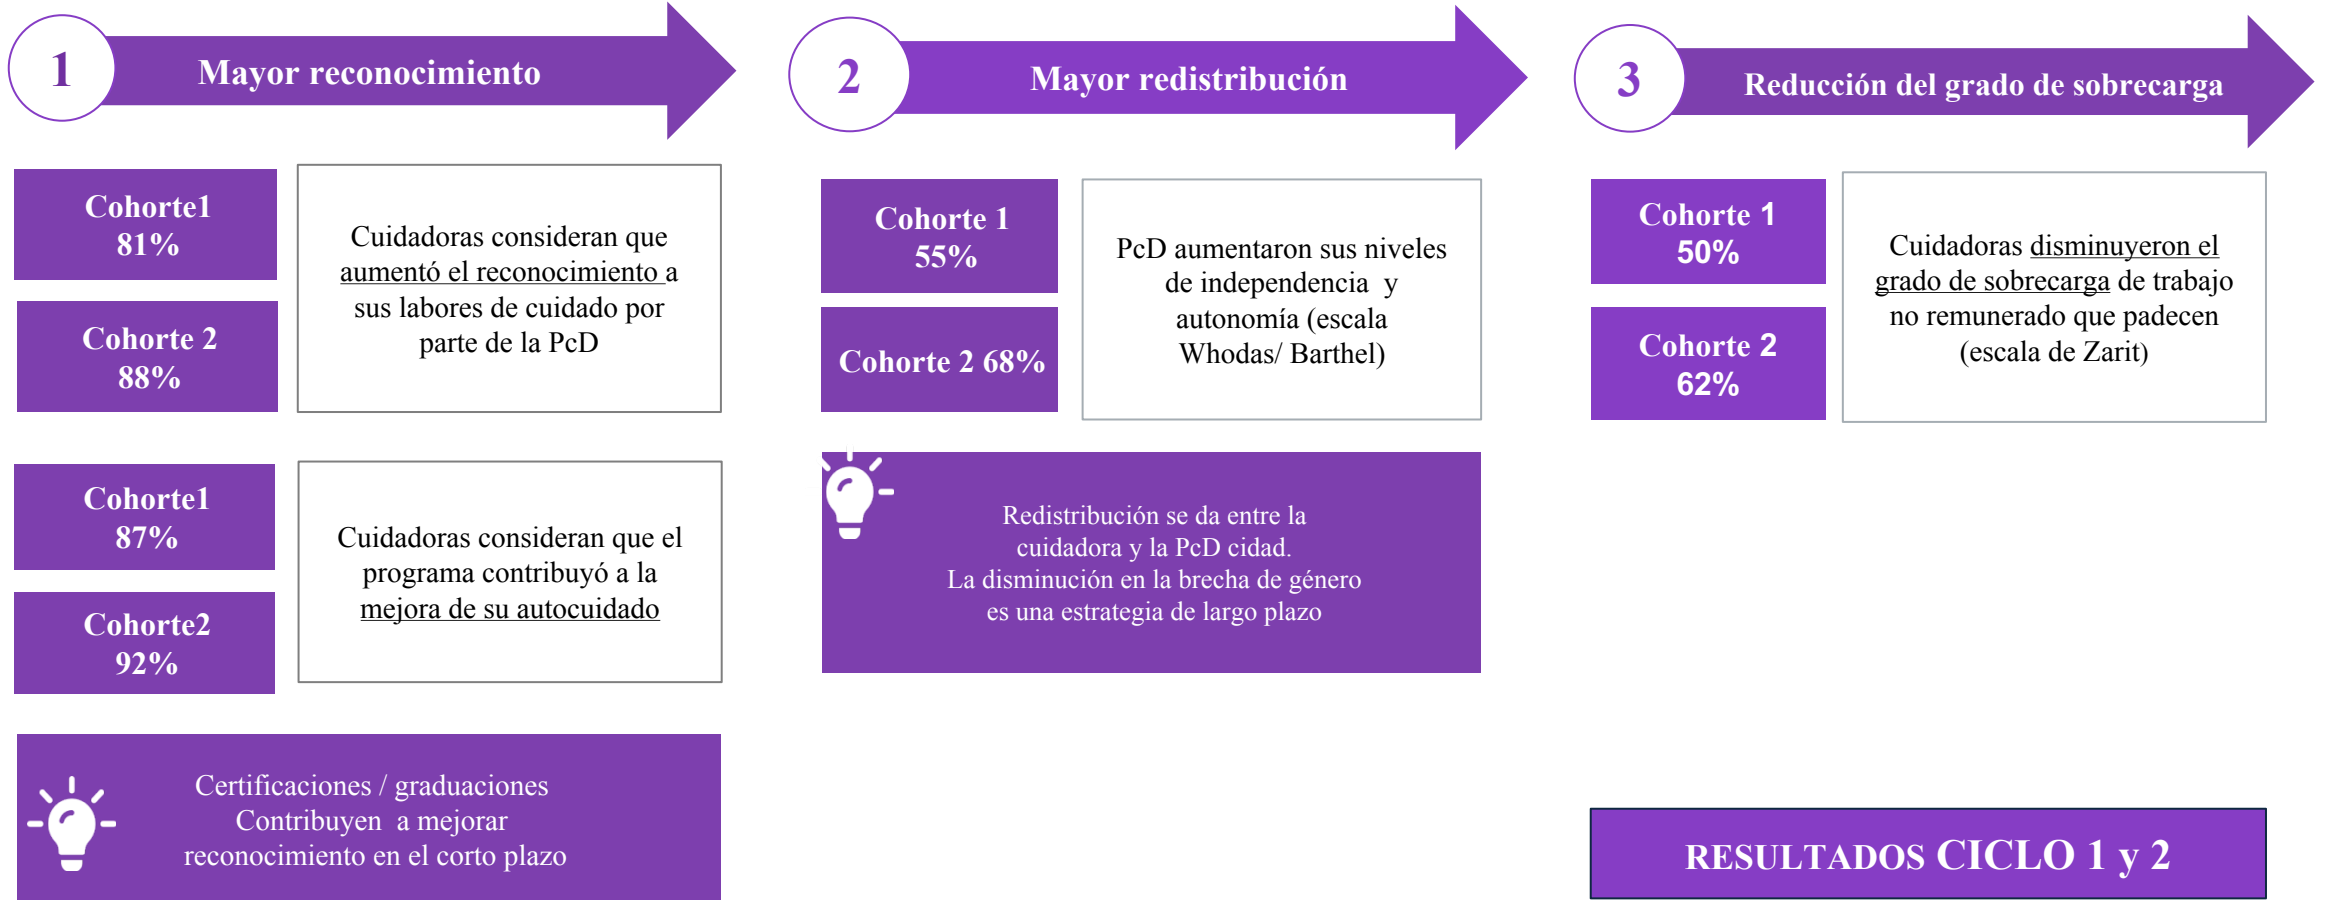 1
Mayor reconocimiento
Cohorte1
81%
Cohorte 2
88%
Cuidadoras consideran que
aumentó el reconocimiento a
sus labores de cuidado por
parte de la PcD
Cohorte1
87%
Cohorte2
92%
Cuidadoras consideran que el
programa contribuyó a la
mejora de su autocuidado
Certificaciones / graduaciones
Contribuyen a mejorar
reconocimiento en el corto plazo
2
Mayor redistribución
Cohorte 1
55%
Cohorte 2 68%
PcD aumentaron sus niveles
de independencia y
autonomía (escala
Whodas/ Barthel)
Redistribución se da entre la
cuidadora y la PcD cidad.
La disminución en la brecha de género
es una estrategia de largo plazo
3
Reducción del grado de sobrecarga
Cohorte 1
50%
Cohorte 2
62%
Cuidadoras disminuyeron el
grado de sobrecarga de trabajo
no remunerado que padecen
(escala de Zarit)
RESULTADOS CICLO 1 y 2